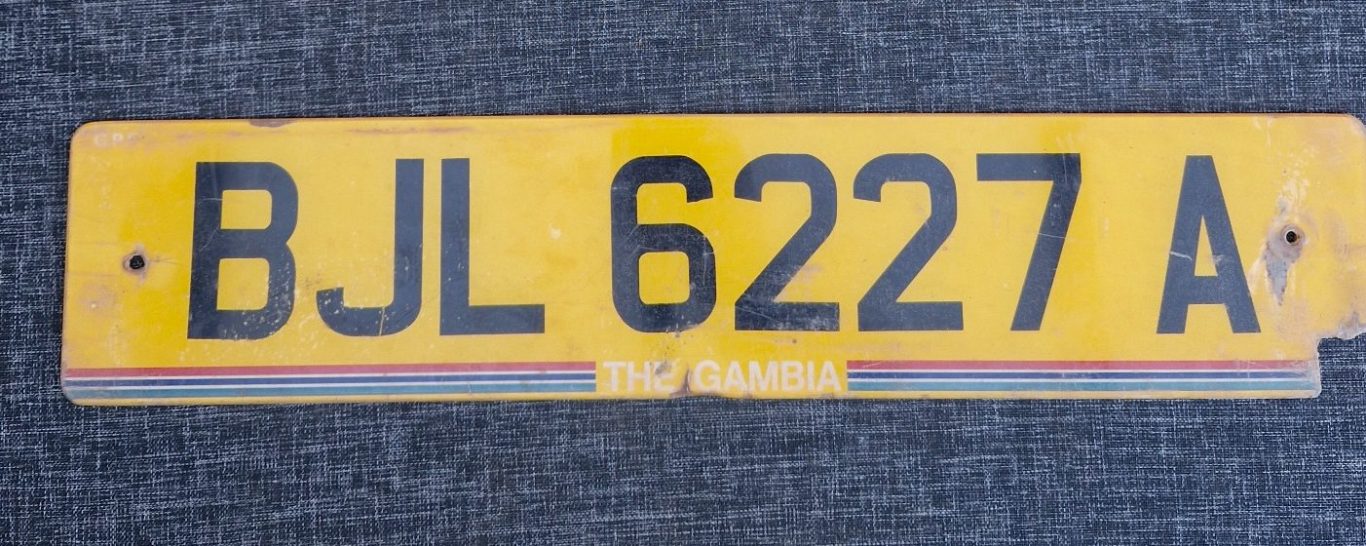 BJL 6227 A
THE GAMBIA